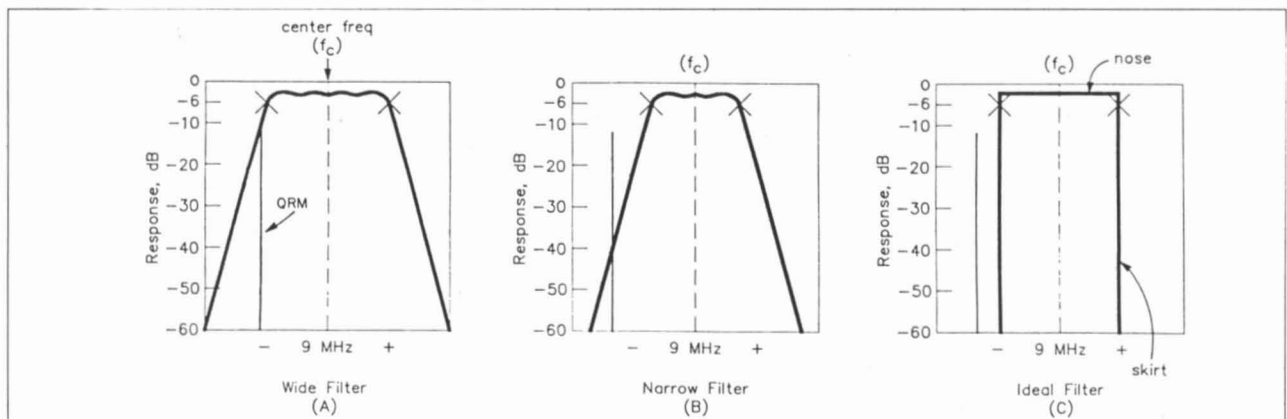 center freq
(fc)
0
-6
-10
-20
-30
-40
-50
-60
Response, dB
QRM
- 9 MHz +
Wide Filter
(A)
(fc)
0
-6
-10
-20
-30
-40
-50
-60
Response, dB
- 9 MHz +
Narrow Filter
(B)
(fc)
nose
0
-6
-10
-20
-30
-40
-50
-60
Response, dB
- 9 MHz +
skirt
Ideal Filter
(C)